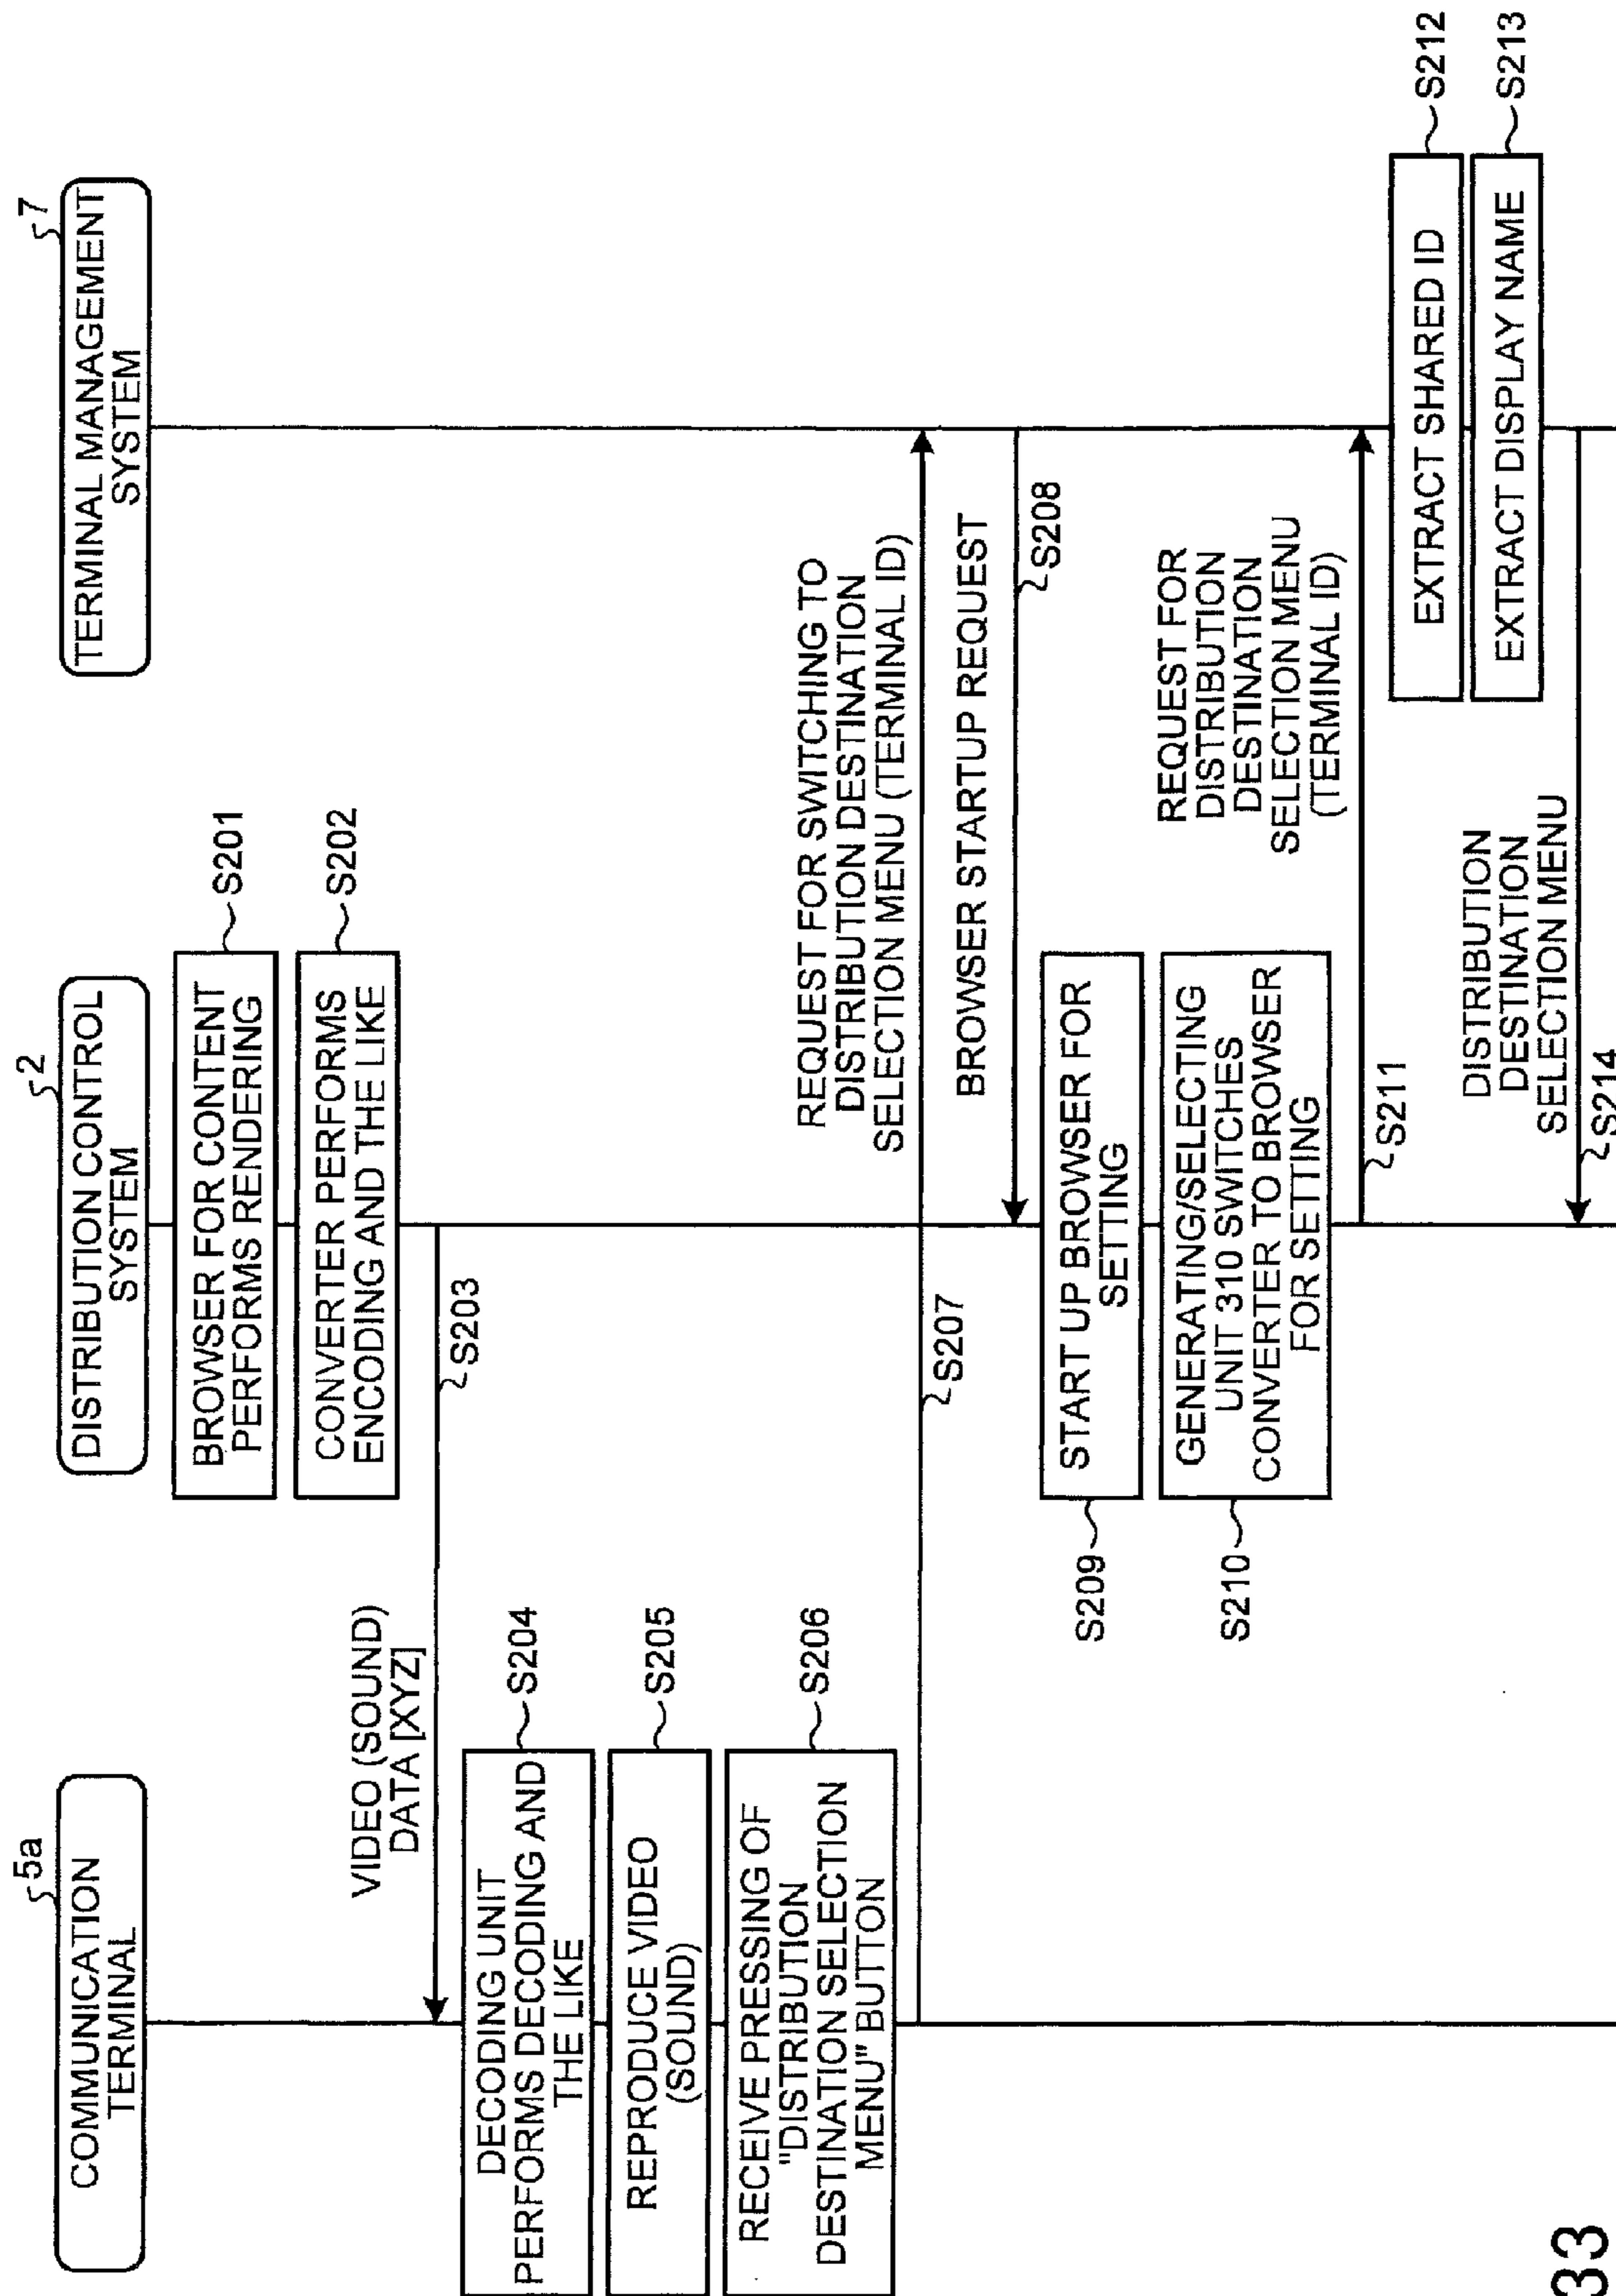 5a
COMMUNICATION
TERMINAL
2
DISTRIBUTION CONTROL
SYSTEM
7
TERMINAL MANAGEMENT
SYSTEM
BROWSER FOR CONTENT
PERFORMS RENDERING
S201
CONVERTER PERFORMS
ENCODING AND THE LIKE
S202
VIDEO (SOUND)
DATA [XYZ]
S203
DECODING UNIT
PERFORMS DECODING AND
THE LIKE
S204
REPRODUCE VIDEO
(SOUND)
S205
RECEIVE PRESSING OF
"DISTRIBUTION
DESTINATION SELECTION
MENU" BUTTON
S206
REQUEST FOR SWITCHING TO
DISTRIBUTION DESTINATION
SELECTION MENU (TERMINAL ID)
S207
BROWSER STARTUP REQUEST
S208
START UP BROWSER FOR
SETTING
S209
GENERATING/SELECTING
UNIT 310 SWITCHES
CONVERTER TO BROWSER
FOR SETTING
S210
REQUEST FOR
DISTRIBUTION
DESTINATION
SELECTION MENU
(TERMINAL ID)
S211
EXTRACT SHARED ID
S212
EXTRACT DISPLAY NAME
S213
DISTRIBUTION
DESTINATION
SELECTION MENU
S214
33